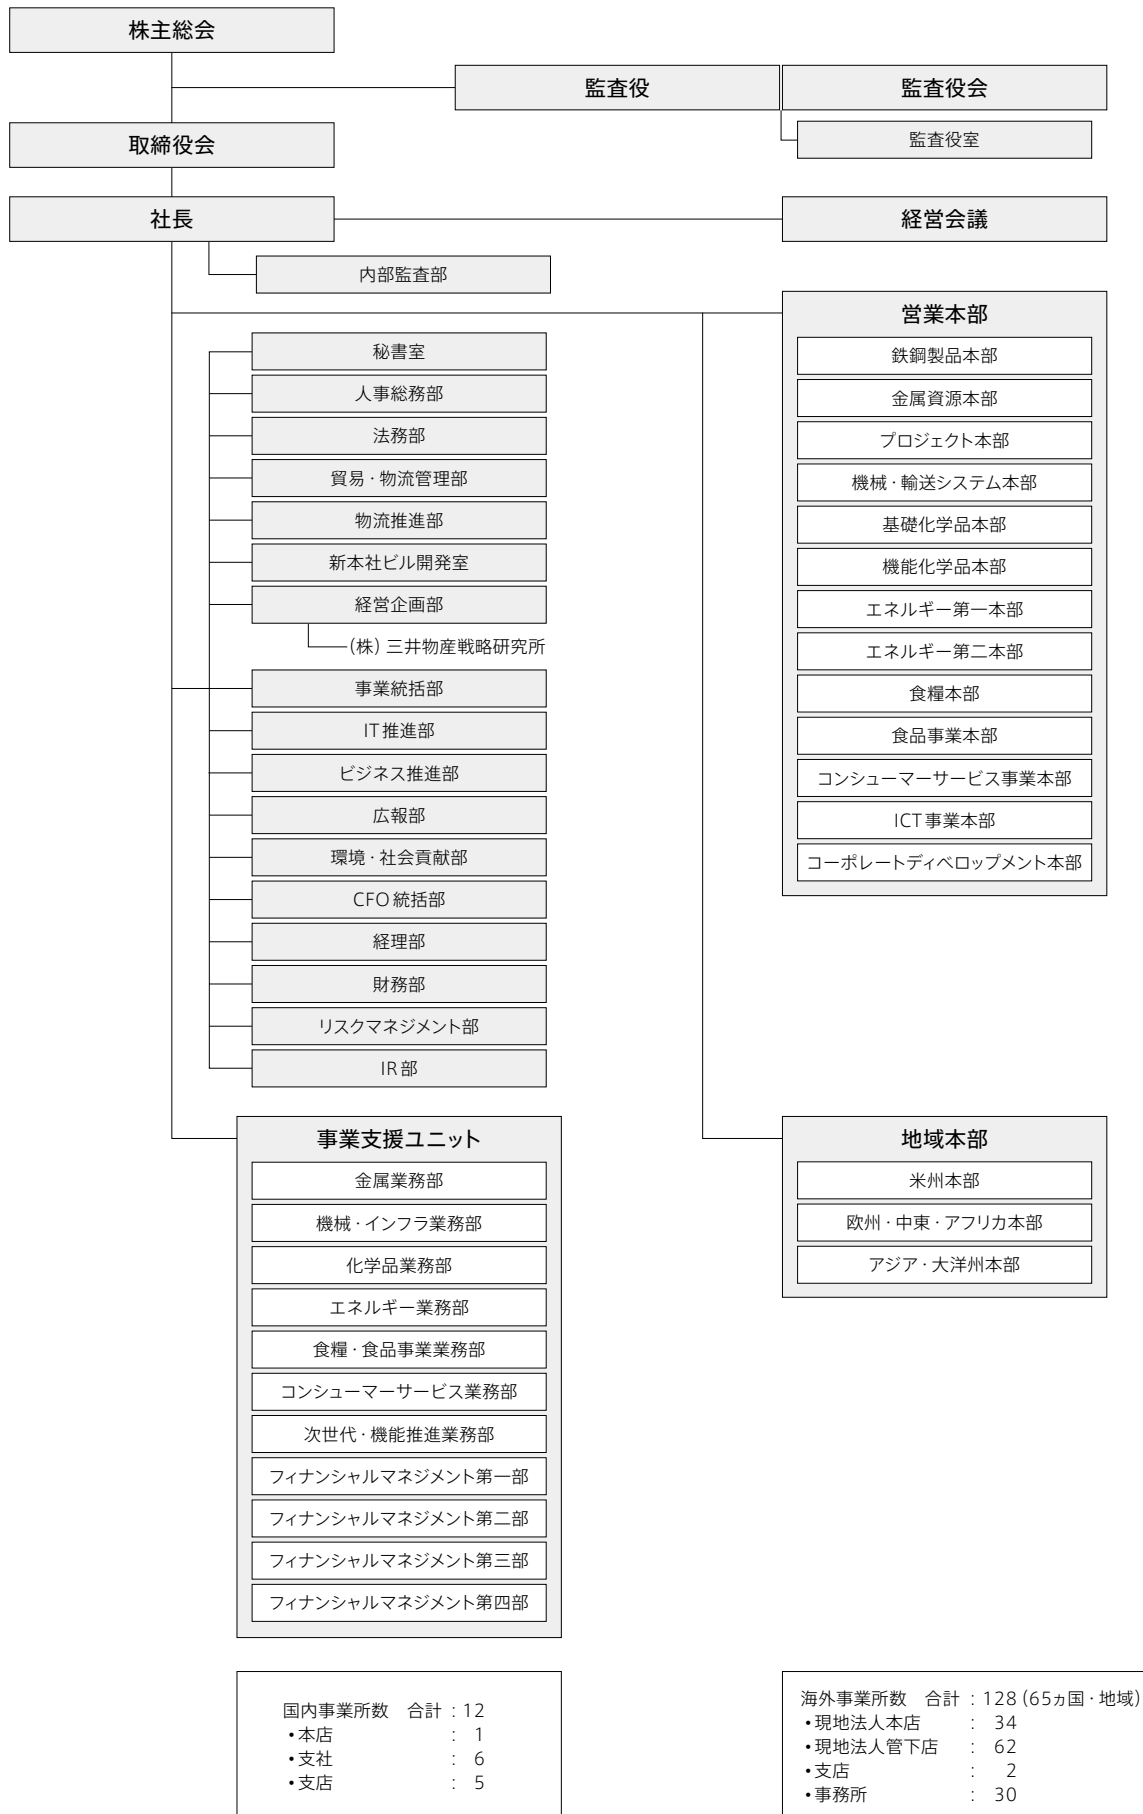 株主総会
監査役
監査役会
監査役室
取締役会
社長
経営会議
内部監査部
秘書室
人事総務部
法務部
貿易・物流管理部
物流推進部
新本社ビル開発室
経営企画部
(株) 三井物産戦略研究所
事業統括部
IT推進部
ビジネス推進部
広報部
環境・社会貢献部
CFO統括部
経理部
財務部
リスクマネジメント部
IR部
営業本部
鉄鋼製品本部
金属資源本部
プロジェクト本部
機械・輸送システム本部
基礎化学品本部
機能化学品本部
エネルギー第一本部
エネルギー第二本部
食糧本部
食品事業本部
コンシューマーサービス事業本部
ICT事業本部
コーポレートディベロップメント本部
事業支援ユニット
金属業務部
機械・インフラ業務部
化学品業務部
エネルギー業務部
食糧・食品事業業務部
コンシューマーサービス業務部
次世代・機能推進業務部
フィナンシャルマネジメント第一部
フィナンシャルマネジメント第二部
フィナンシャルマネジメント第三部
フィナンシャルマネジメント第四部
地域本部
米州本部
欧州・中東・アフリカ本部
アジア・大洋州本部
国内事業所数 合計 : 12
•本店 : 1
•支社 : 6
•支店 : 5
海外事業所数 合計 : 128 (65ヵ国・地域)
•現地法人本店 : 34
•現地法人管下店 : 62
•支店 : 2
•事務所 : 30